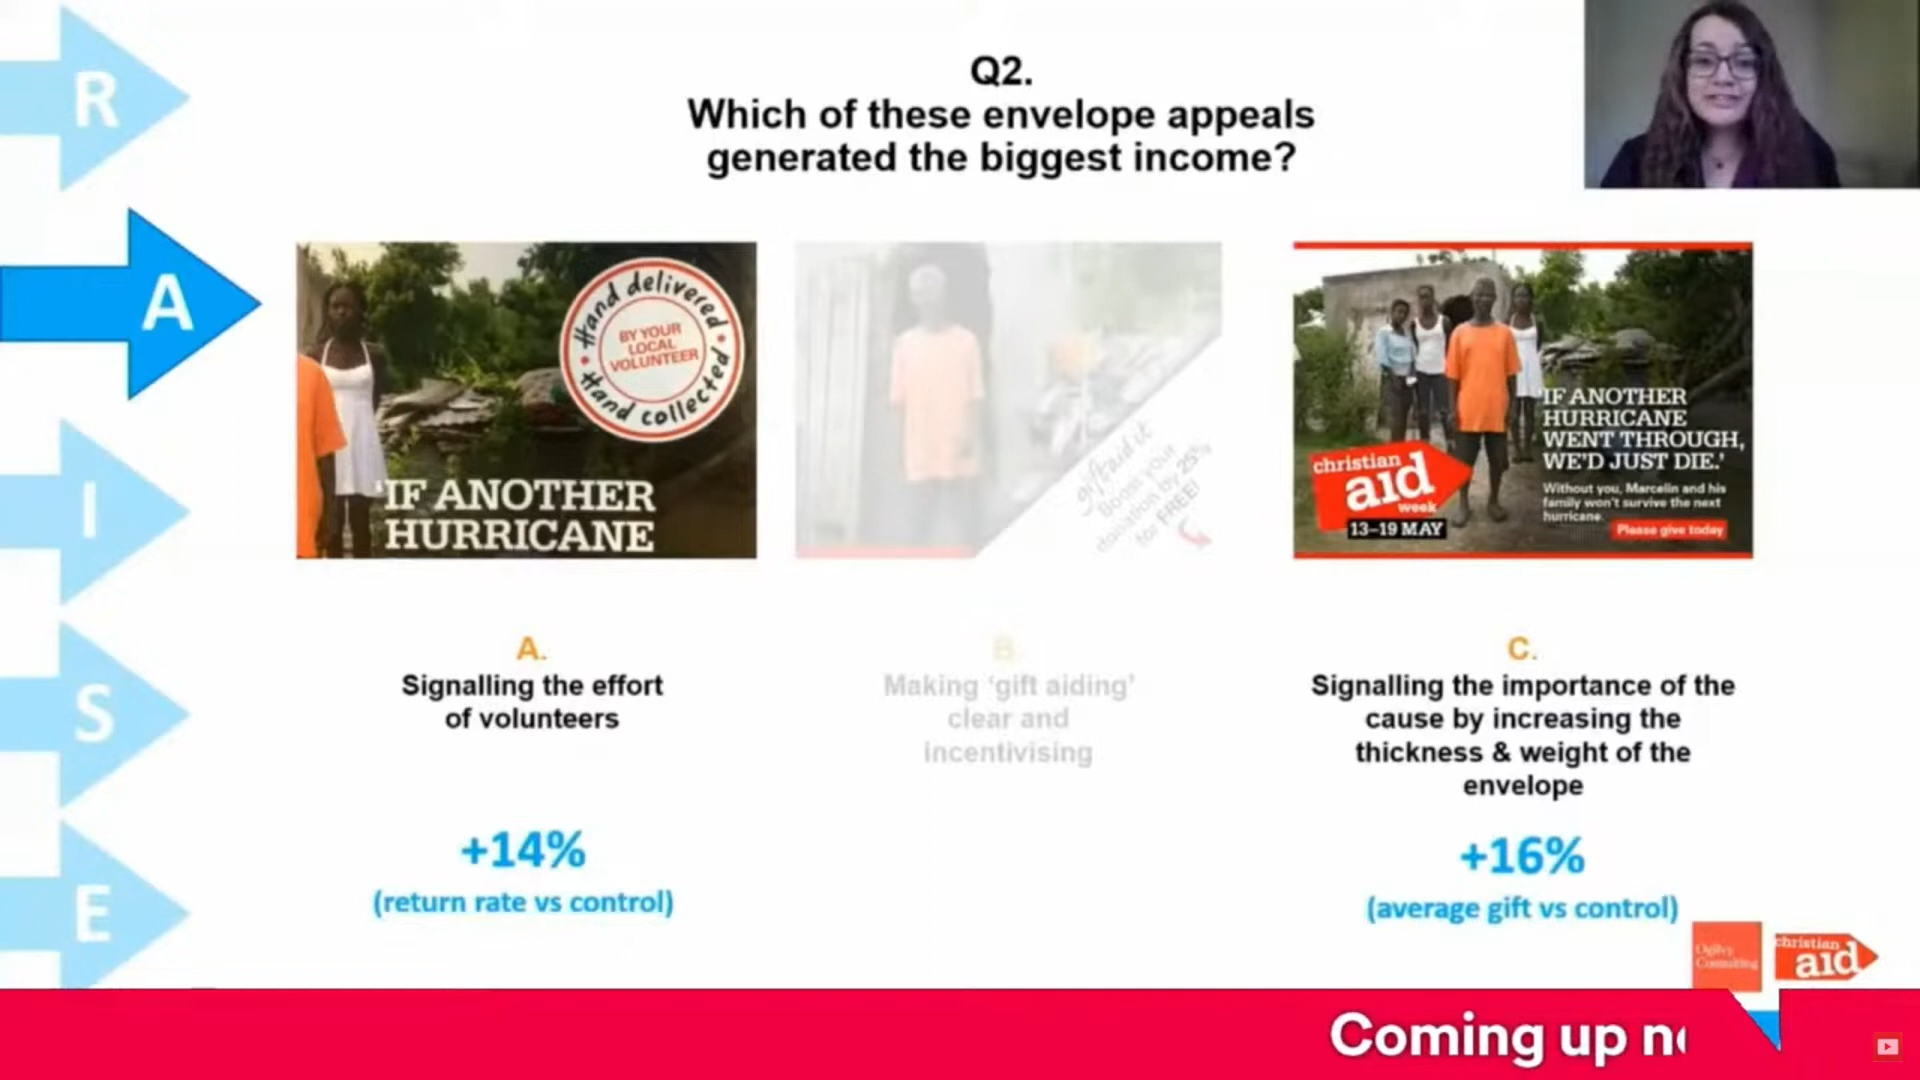 R
A
I
S
E
Q2.
Which of these envelope appeals
generated the biggest income?
Hand delivered
BY YOUR
LOCAL
VOLUNTEER
Hand collected
'IF ANOTHER
HURRICANE
giftaid it
Boost your
donation by 25%
for FREE!
'IF ANOTHER
HURRICANE
WENT THROUGH,
WE'D JUST DIE.'
Without you, Marcelin and his
family won't survive the next
hurricane
Please give today
christian
aid
week
13–19 MAY
A.
Signalling the effort
of volunteers
+14%
(return rate vs control)
B.
Making 'gift aiding'
clear and
incentivising
C.
Signalling the importance of the
cause by increasing the
thickness & weight of the
envelope
+16%
(average gift vs control)
Ogilvy
Consulting
christian
aid
Coming up